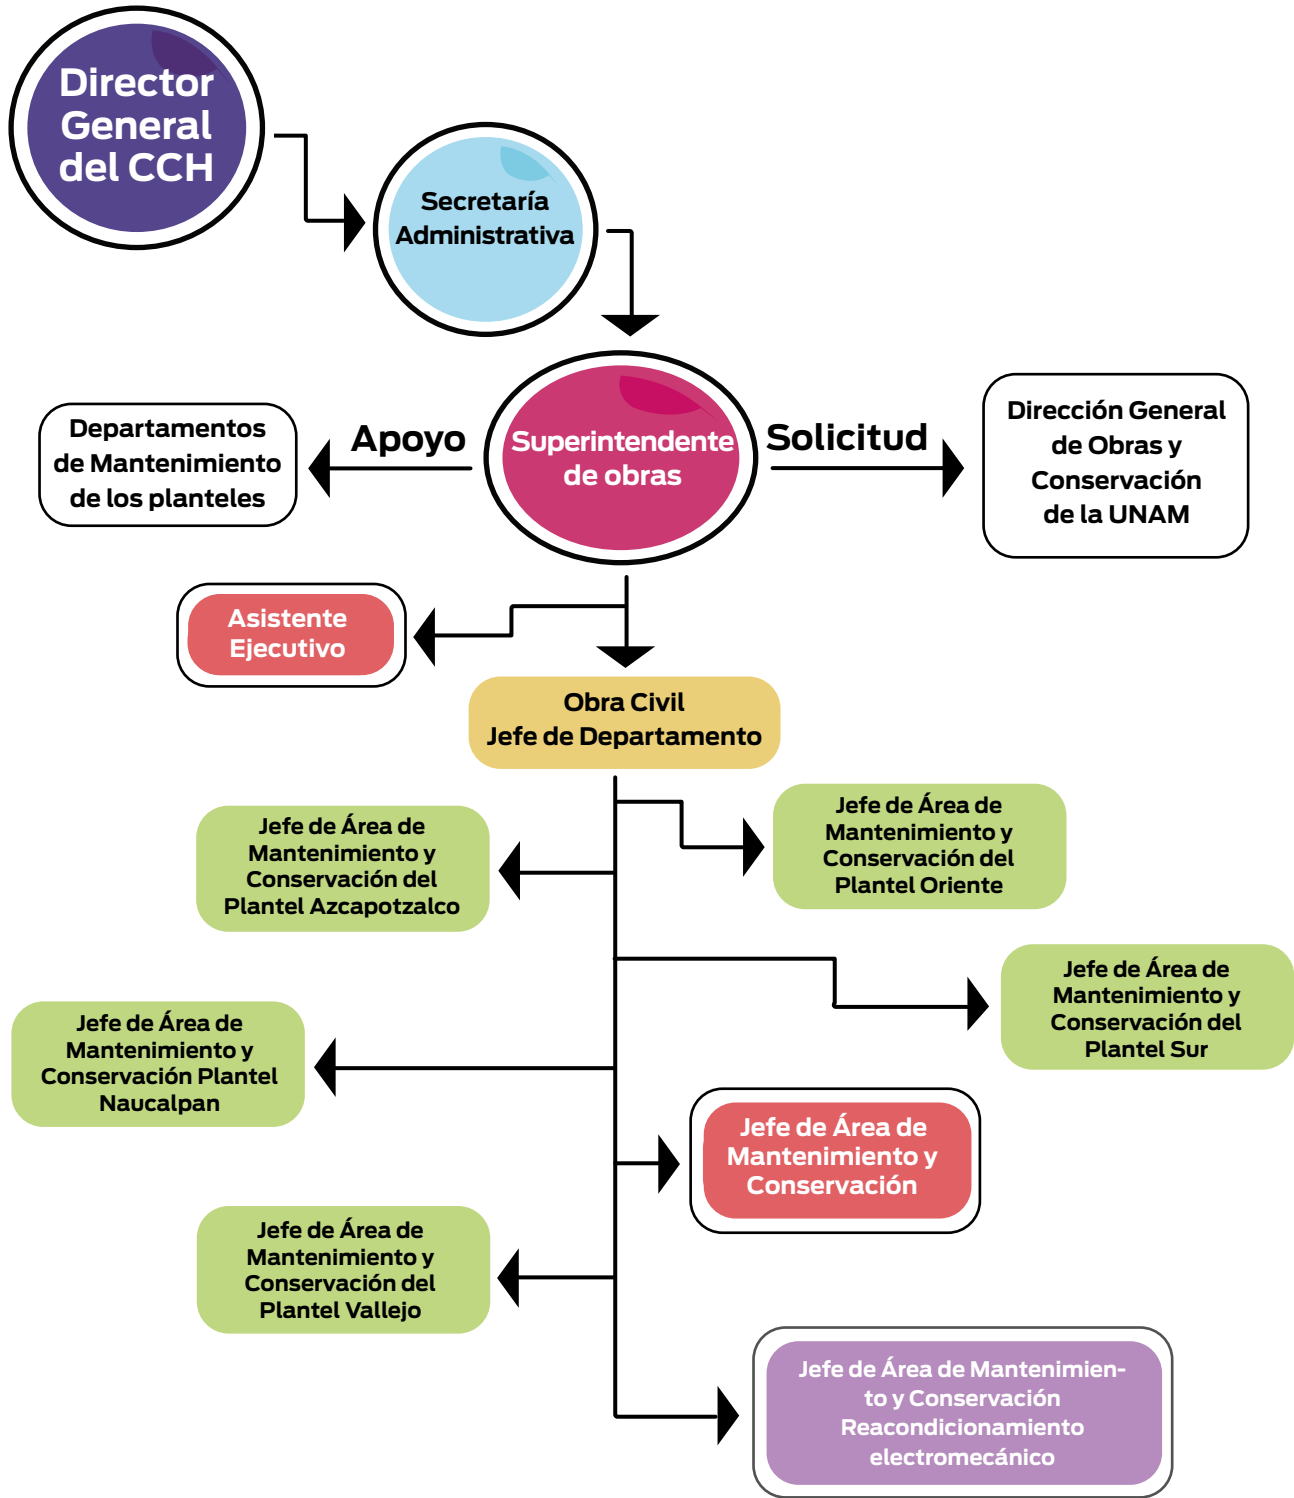 Director
General
del CCH
Secretaría
Administrativa
Departamentos
de Mantenimiento
de los planteles
Apoyo
Superintendente
de obras
Solicitud
Dirección General
de Obras y
Conservación
de la UNAM
Asistente
Ejecutivo
Obra Civil
Jefe de Departamento
Jefe de Área de
Mantenimiento y
Conservación del
Plantel Oriente
Jefe de Área de
Mantenimiento y
Conservación del
Plantel Azcapotzalco
Jefe de Área de
Mantenimiento y
Conservación del
Plantel Sur
Jefe de Área de
Mantenimiento y
Conservación Plantel
Naucalpan
Jefe de Área de
Mantenimiento y
Conservación
Jefe de Área de
Mantenimiento y
Conservación del
Plantel Vallejo
Jefe de Área de Mantenimien-
to y Conservación
Reacondicionamiento
electromecánico